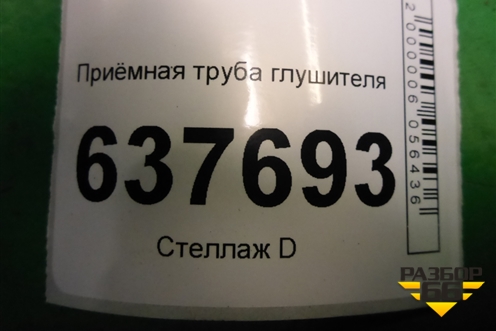 Приёмная труба глушителя
637693
Стеллаж D
2000006056436
РАЗБОР
66